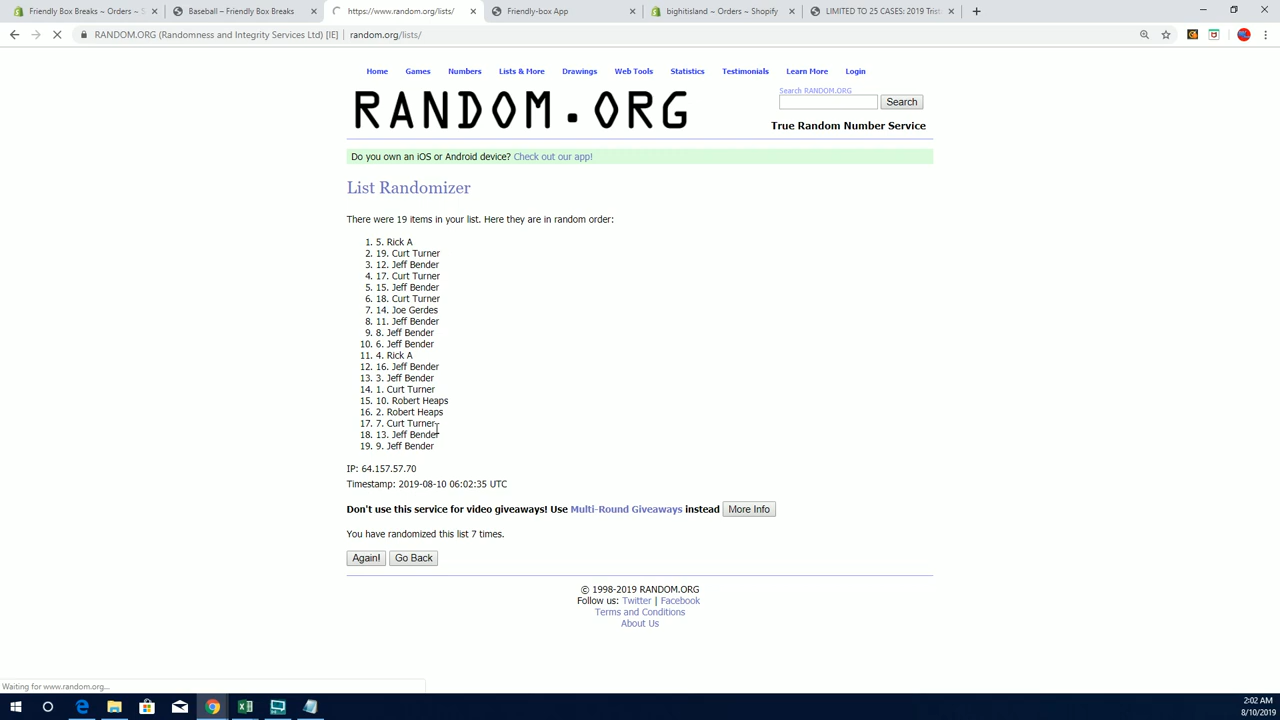 Friendly Box Breaks ~ Orders ~ S
Baseball – Friendly Box Breaks
https://www.random.org/lists/
Friendly-box App
bighitisland ~ Orders ~ Shopify
LIMITED TO 25 CASES: 2019 Trist
RANDOM.ORG (Randomness and Integrity Services Ltd) [IE] | random.org/lists/
Home Games Numbers Lists & More Drawings Web Tools Statistics Testimonials Learn More Login
RANDOM.ORG
Search RANDOM.ORG
Search
True Random Number Service
Do you own an iOS or Android device? Check out our app!
List Randomizer
There were 19 items in your list. Here they are in random order:
1. 5. Rick A
2. 19. Curt Turner
3. 12. Jeff Bender
4. 17. Curt Turner
5. 15. Jeff Bender
6. 18. Curt Turner
7. 14. Joe Gerdes
8. 11. Jeff Bender
9. 8. Jeff Bender
10. 6. Jeff Bender
11. 4. Rick A
12. 16. Jeff Bender
13. 3. Jeff Bender
14. 1. Curt Turner
15. 10. Robert Heaps
16. 2. Robert Heaps
17. 7. Curt Turner
18. 13. Jeff Bender
19. 9. Jeff Bender
IP: 64.157.57.70
Timestamp: 2019-08-10 06:02:35 UTC
Don't use this service for video giveaways! Use Multi-Round Giveaways instead More Info
You have randomized this list 7 times.
Again! Go Back
© 1998-2019 RANDOM.ORG
Follow us: Twitter | Facebook
Terms and Conditions
About Us
Waiting for www.random.org...
2:02 AM
8/10/2019